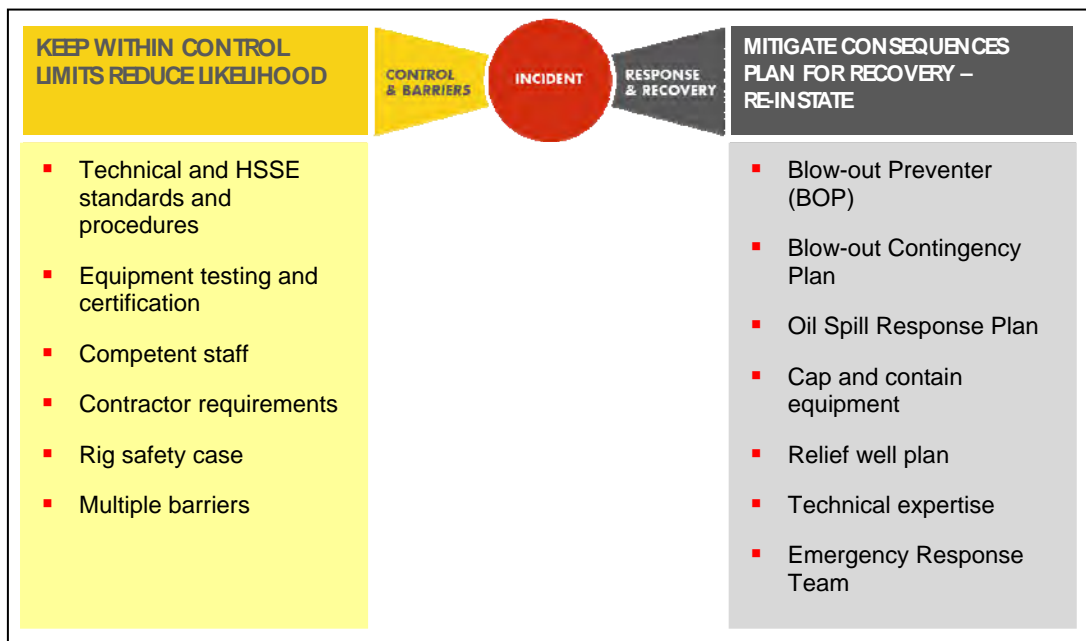 KEEP WITHIN CONTROL
LIMITS REDUCE LIKELIHOOD
CONTROL
& BARRIERS
INCIDENT
RESPONSE
& RECOVERY
MITIGATE CONSEQUENCES
PLAN FOR RECOVERY –
RE-INSTATE
▪ Technical and HSSE
standards and
procedures
▪ Equipment testing and
certification
▪ Competent staff
▪ Contractor requirements
▪ Rig safety case
▪ Multiple barriers
▪ Blow-out Preventer
(BOP)
▪ Blow-out Contingency
Plan
▪ Oil Spill Response Plan
▪ Cap and contain
equipment
▪ Relief well plan
▪ Technical expertise
▪ Emergency Response
Team